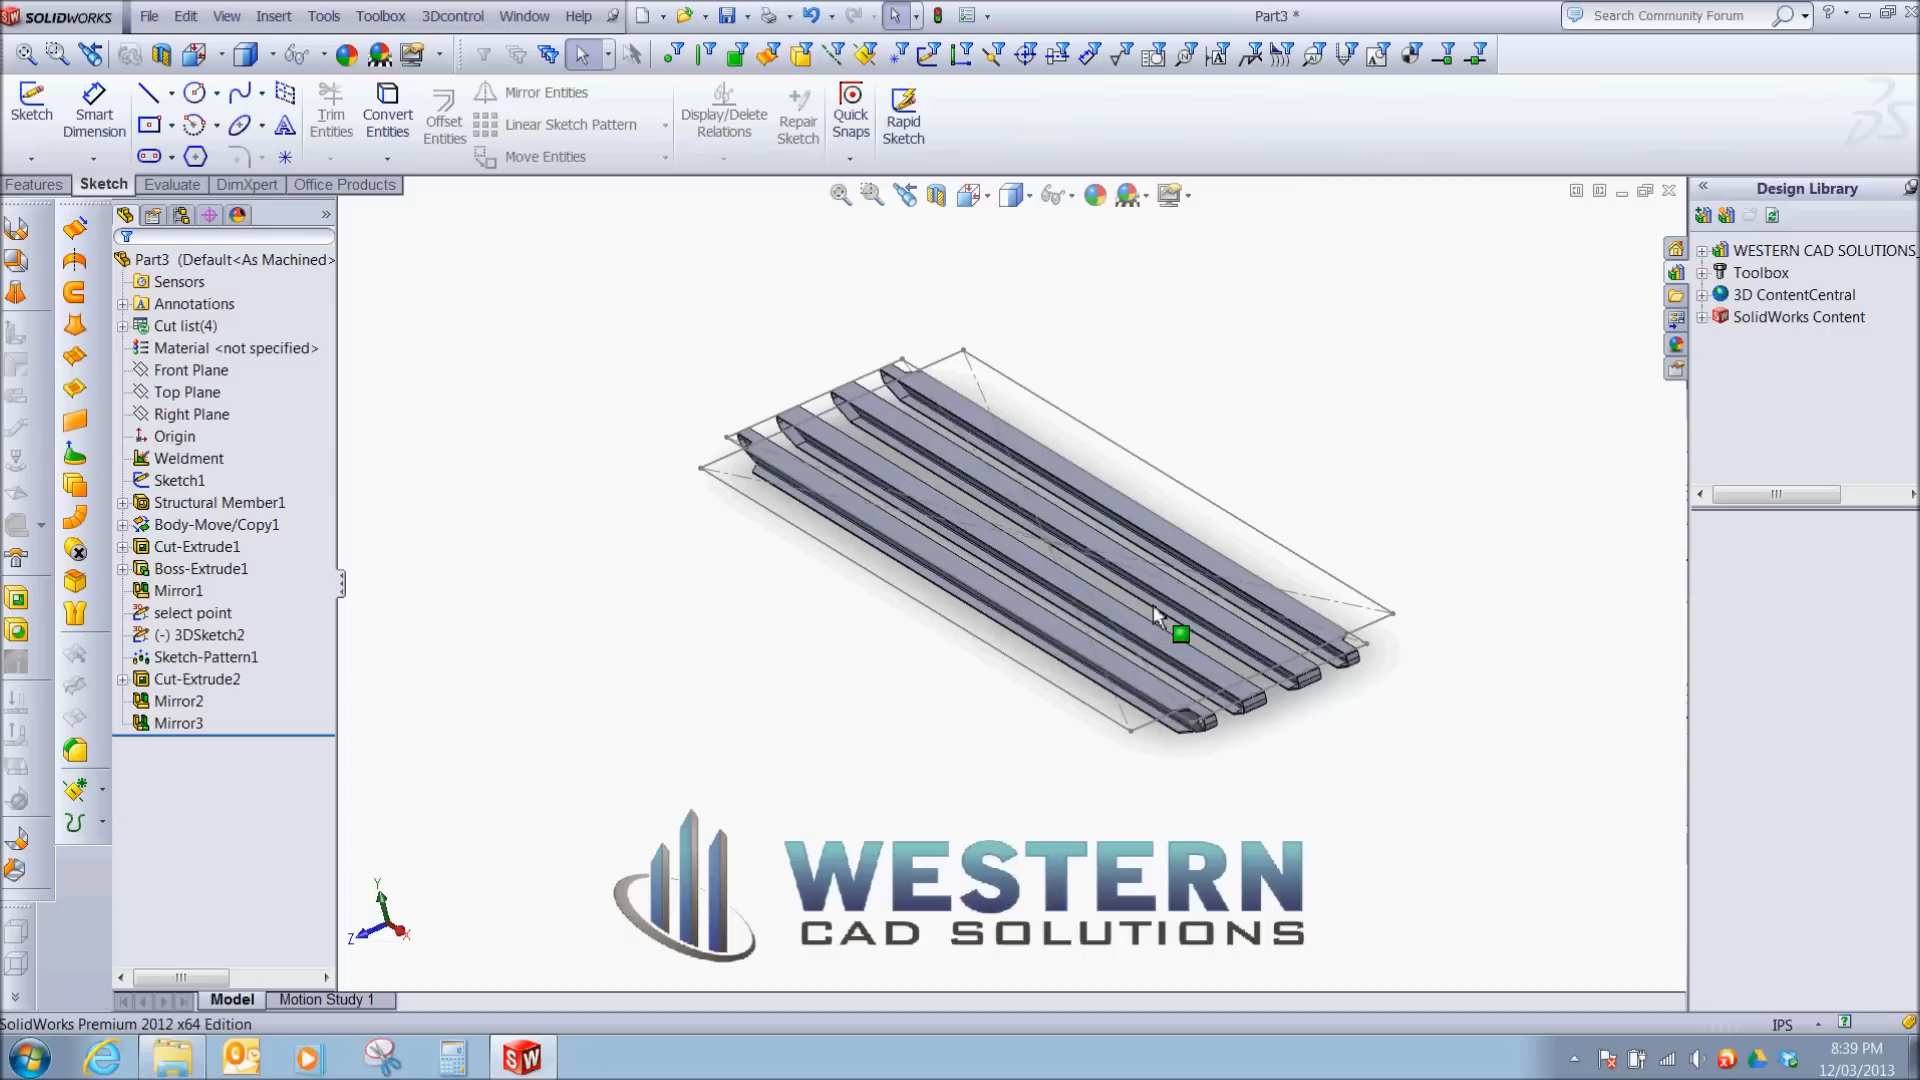 SOLIDWORKS File Edit View Insert Tools Toolbox 3Dcontrol Window Help Part3 * Search Community Forum
Sketch Smart Dimension Trim Entities Convert Entities Offset Entities Mirror Entities Linear Sketch Pattern Move Entities Display/Delete Relations Repair Sketch Quick Snaps Rapid Sketch
Features Sketch Evaluate DimXpert Office Products
Design Library
Part3 (Default<As Machined>
Sensors
Annotations
Cut list(4)
Material <not specified>
Front Plane
Top Plane
Right Plane
Origin
Weldment
Sketch1
Structural Member1
Body-Move/Copy1
Cut-Extrude1
Boss-Extrude1
Mirror1
select point
(-) 3DSketch2
Sketch-Pattern1
Cut-Extrude2
Mirror2
Mirror3
WESTERN CAD SOLUTIONS_
Toolbox
3D ContentCentral
SolidWorks Content
Y
Z
X
WESTERN
CAD SOLUTIONS
Model Motion Study 1
SolidWorks Premium 2012 x64 Edition
IPS
8:39 PM
12/03/2013